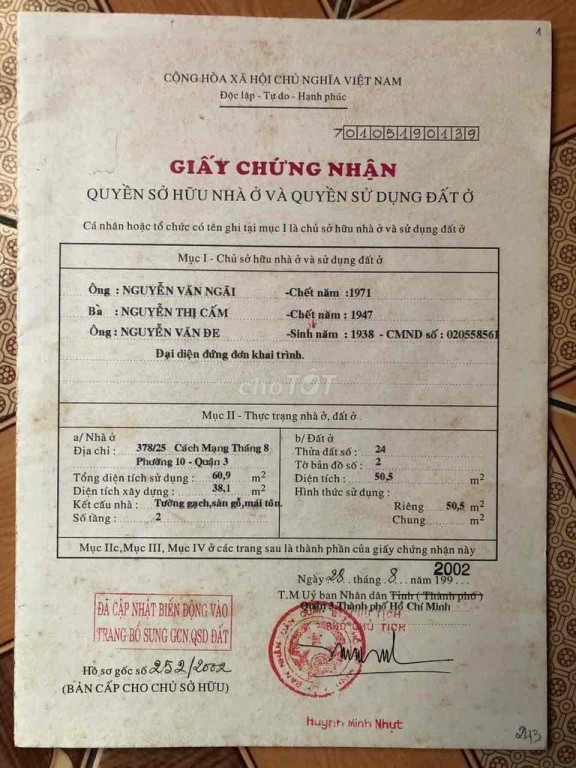 1
CỘNG HÒA XÃ HỘI CHỦ NGHĨA VIỆT NAM
Độc lập - Tự do - Hạnh phúc
70105190139
GIẤY CHỨNG NHẬN
QUYỀN SỞ HỮU NHÀ Ở VÀ QUYỀN SỬ DỤNG ĐẤT Ở
Cá nhân hoặc tổ chức có tên ghi tại mục I là chủ sở hữu nhà ở và sử dụng đất ở
Mục I - Chủ sở hữu nhà ở và sử dụng đất ở
Ông : NGUYỄN VĂN NGÃI -Chết năm :1971
Bà : NGUYỄN THỊ CẨM -Chết năm : 1947
Ông : NGUYỄN VĂN ĐE -Sinh năm : 1938 - CMND số : 020558561
Đại diện đứng đơn khai trình.
choTỐT
Mục II - Thực trạng nhà ở, đất ở
a/ Nhà ở
Địa chỉ : 378/25 Cách Mạng Tháng 8
Phường 10 - Quận 3
Tổng diện tích sử dụng : 60,9 m2
Diện tích xây dựng : 38,1 m2
Kết cấu nhà : Tường gạch,sàn gỗ,mái tôn.
Số tầng : 2
b/ Đất ở
Thửa đất số : 24
Tờ bản đồ số : 2
Diện tích : 50,5 m2
Hình thức sử dụng :
Riêng 50,5 m2
Chung m2
Mục IIc,Mục III, Mục IV ở các trang sau là thành phần của giấy chứng nhận này
Ngày 28 tháng 8 năm 199... 2002
T.M Uỷ ban Nhân dân Tỉnh ( Thành phố )
Quận 3 Thành phố Hồ Chí Minh
CHỦ TỊCH
ĐÃ CẬP NHẬT BIẾN ĐỘNG VÀO
TRANG BỔ SUNG GCN.QSD ĐẤT
Hồ sơ gốc số 252/2002
(BẢN CẤP CHO CHỦ SỞ HỮU)
Huỳnh Minh Nhựt
243